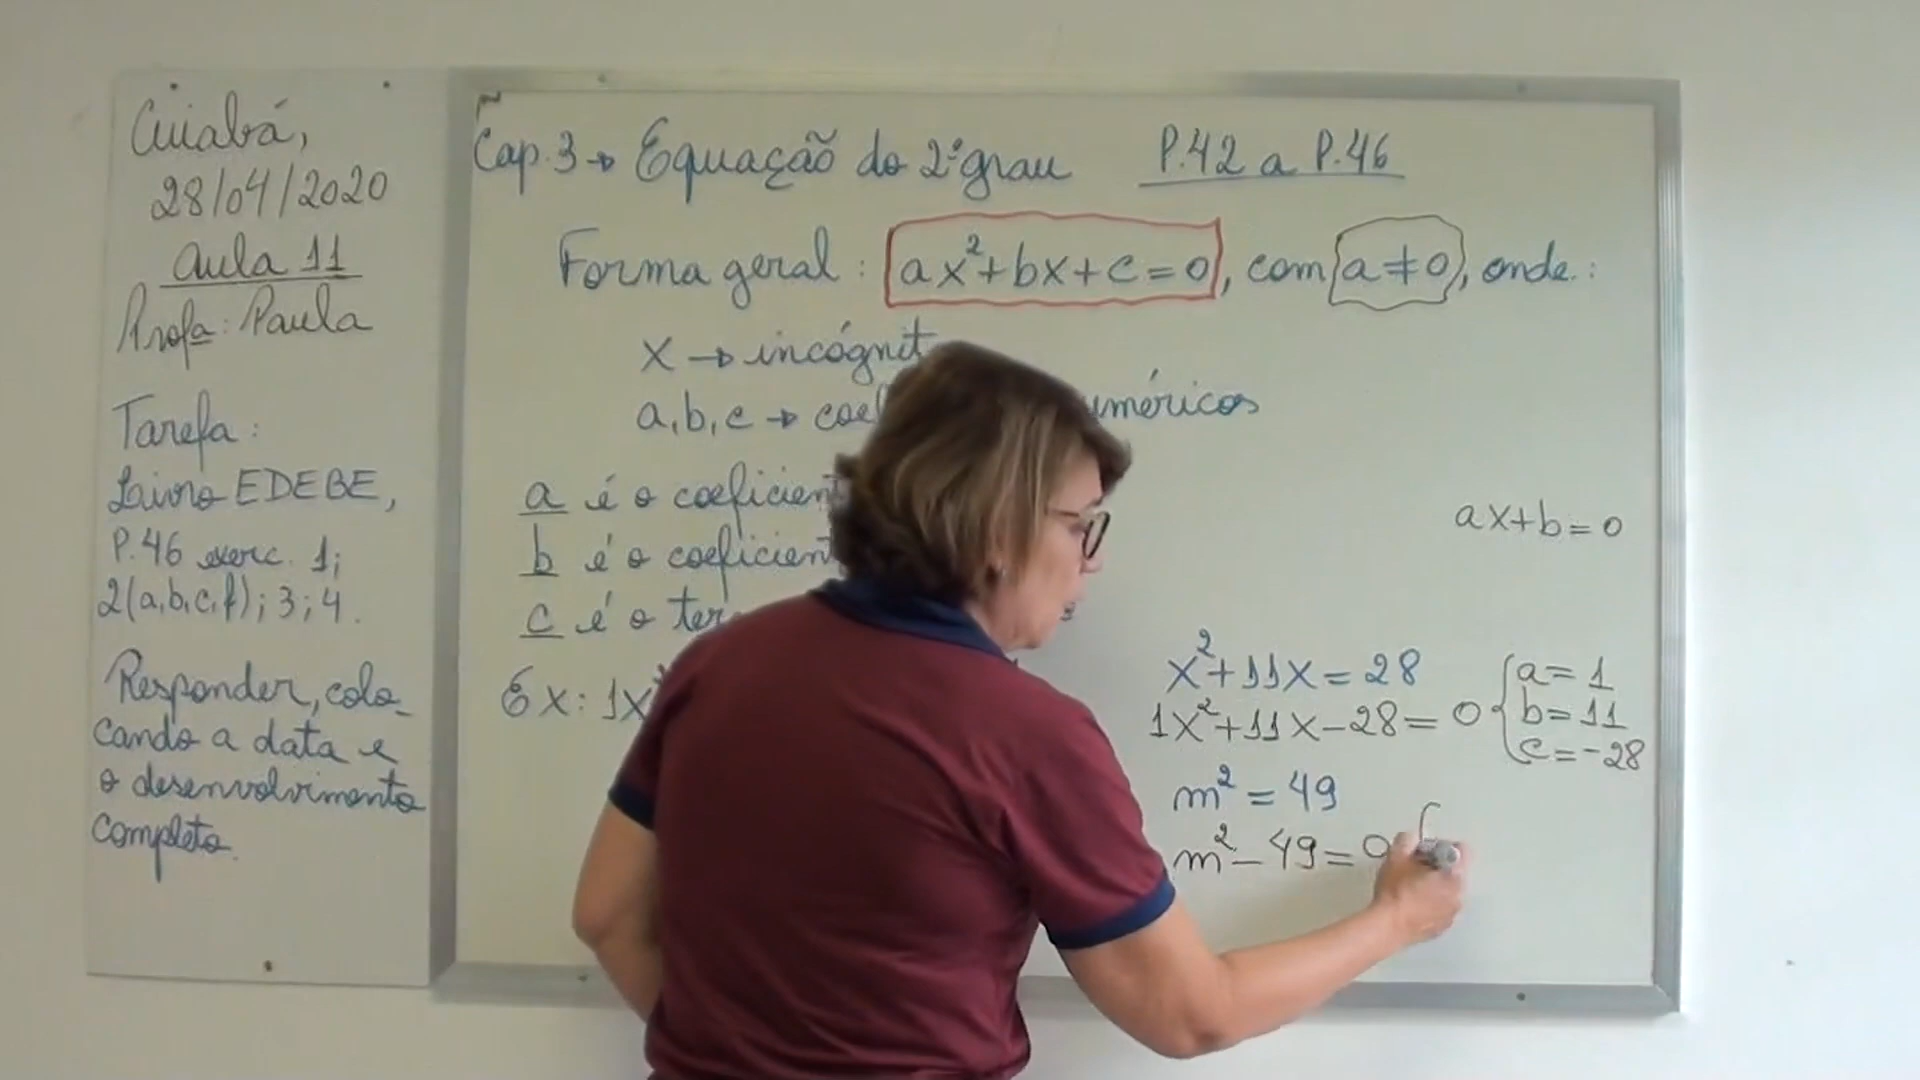 Cuiabá,
28/04/2020
Aula 11
Profa: Paula
Tarefa:
Livro EDEBE,
P.46 exerc. 1;
2(a,b,c,f); 3; 4.
Responder, colo_
cando a data e
o desenvolvimento
completo.
Cap. 3 → Equação do 2º grau P.42 a P.46
Forma geral: ax²+bx+c=0, com a≠0, onde:
x → incógnit
a,b,c → coef
uméricos
a é o coeficient
b é o coeficient
c é o ter
ax+b=0
Ex: 1x
x²+11x=28
1x²+11x-28=0 { a=1
b=11
c=-28
m²=49
m²-49=0 {